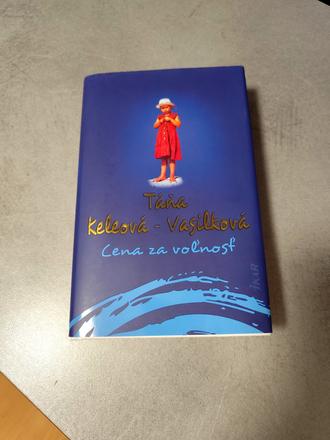 Táňa
Keleová - Vasilková
Cena za voľnosť
IKAR